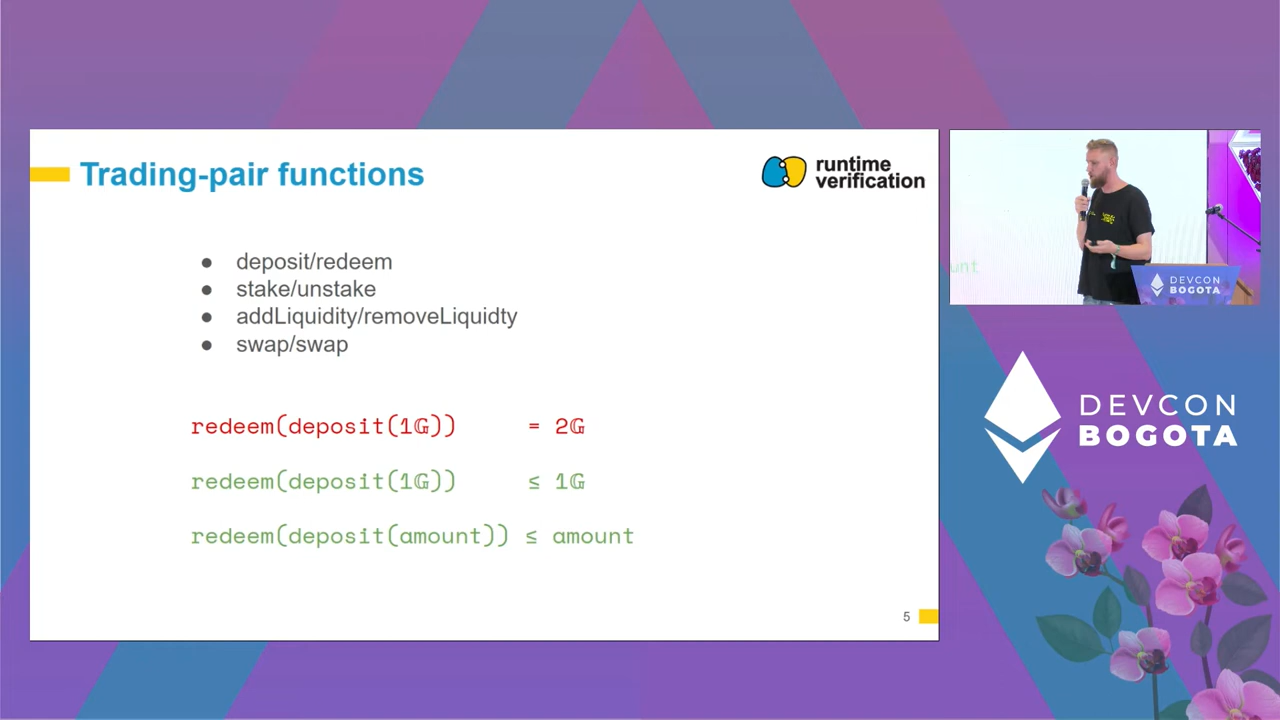 Trading-pair functions
runtime
verification
● deposit/redeem
● stake/unstake
● addLiquidity/removeLiquidty
● swap/swap
redeem(deposit(1𝔾)) = 2𝔾
redeem(deposit(1𝔾)) ≤ 1𝔾
redeem(deposit(amount)) ≤ amount
5
unt
DEVCON
BOGOTA
DEVCON
BOGOTA